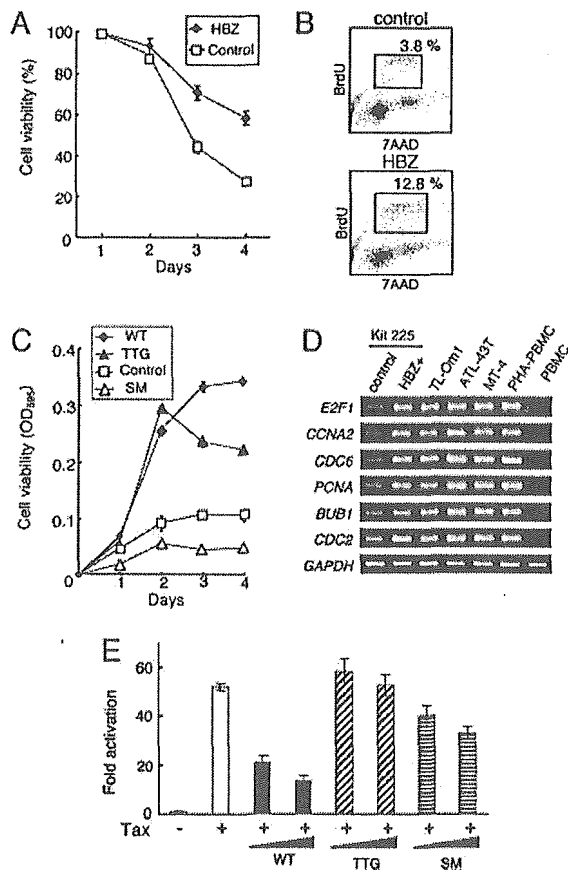 A
HBZ
Control
Cell viability (%)
100
80
60
40
20
0
1 2 3 4
Days
B
control
3.8 %
BrdU
7AAD
HBZ
12.8 %
BrdU
7AAD
C
WT
TTG
Control
SM
Cell viability (OD595)
0.4
0.3
0.2
0.1
0
1 2 3 4
Days
D
Kit 225
control HBZ+ TL-Om1 ATL-43T MT-4 PHA-PBMC PBMC
E2F1
CCNA2
CDC6
PCNA
BUB1
CDC2
GAPDH
E
Fold activation
60
40
20
0
Tax - + + + + + + +
WT TTG SM